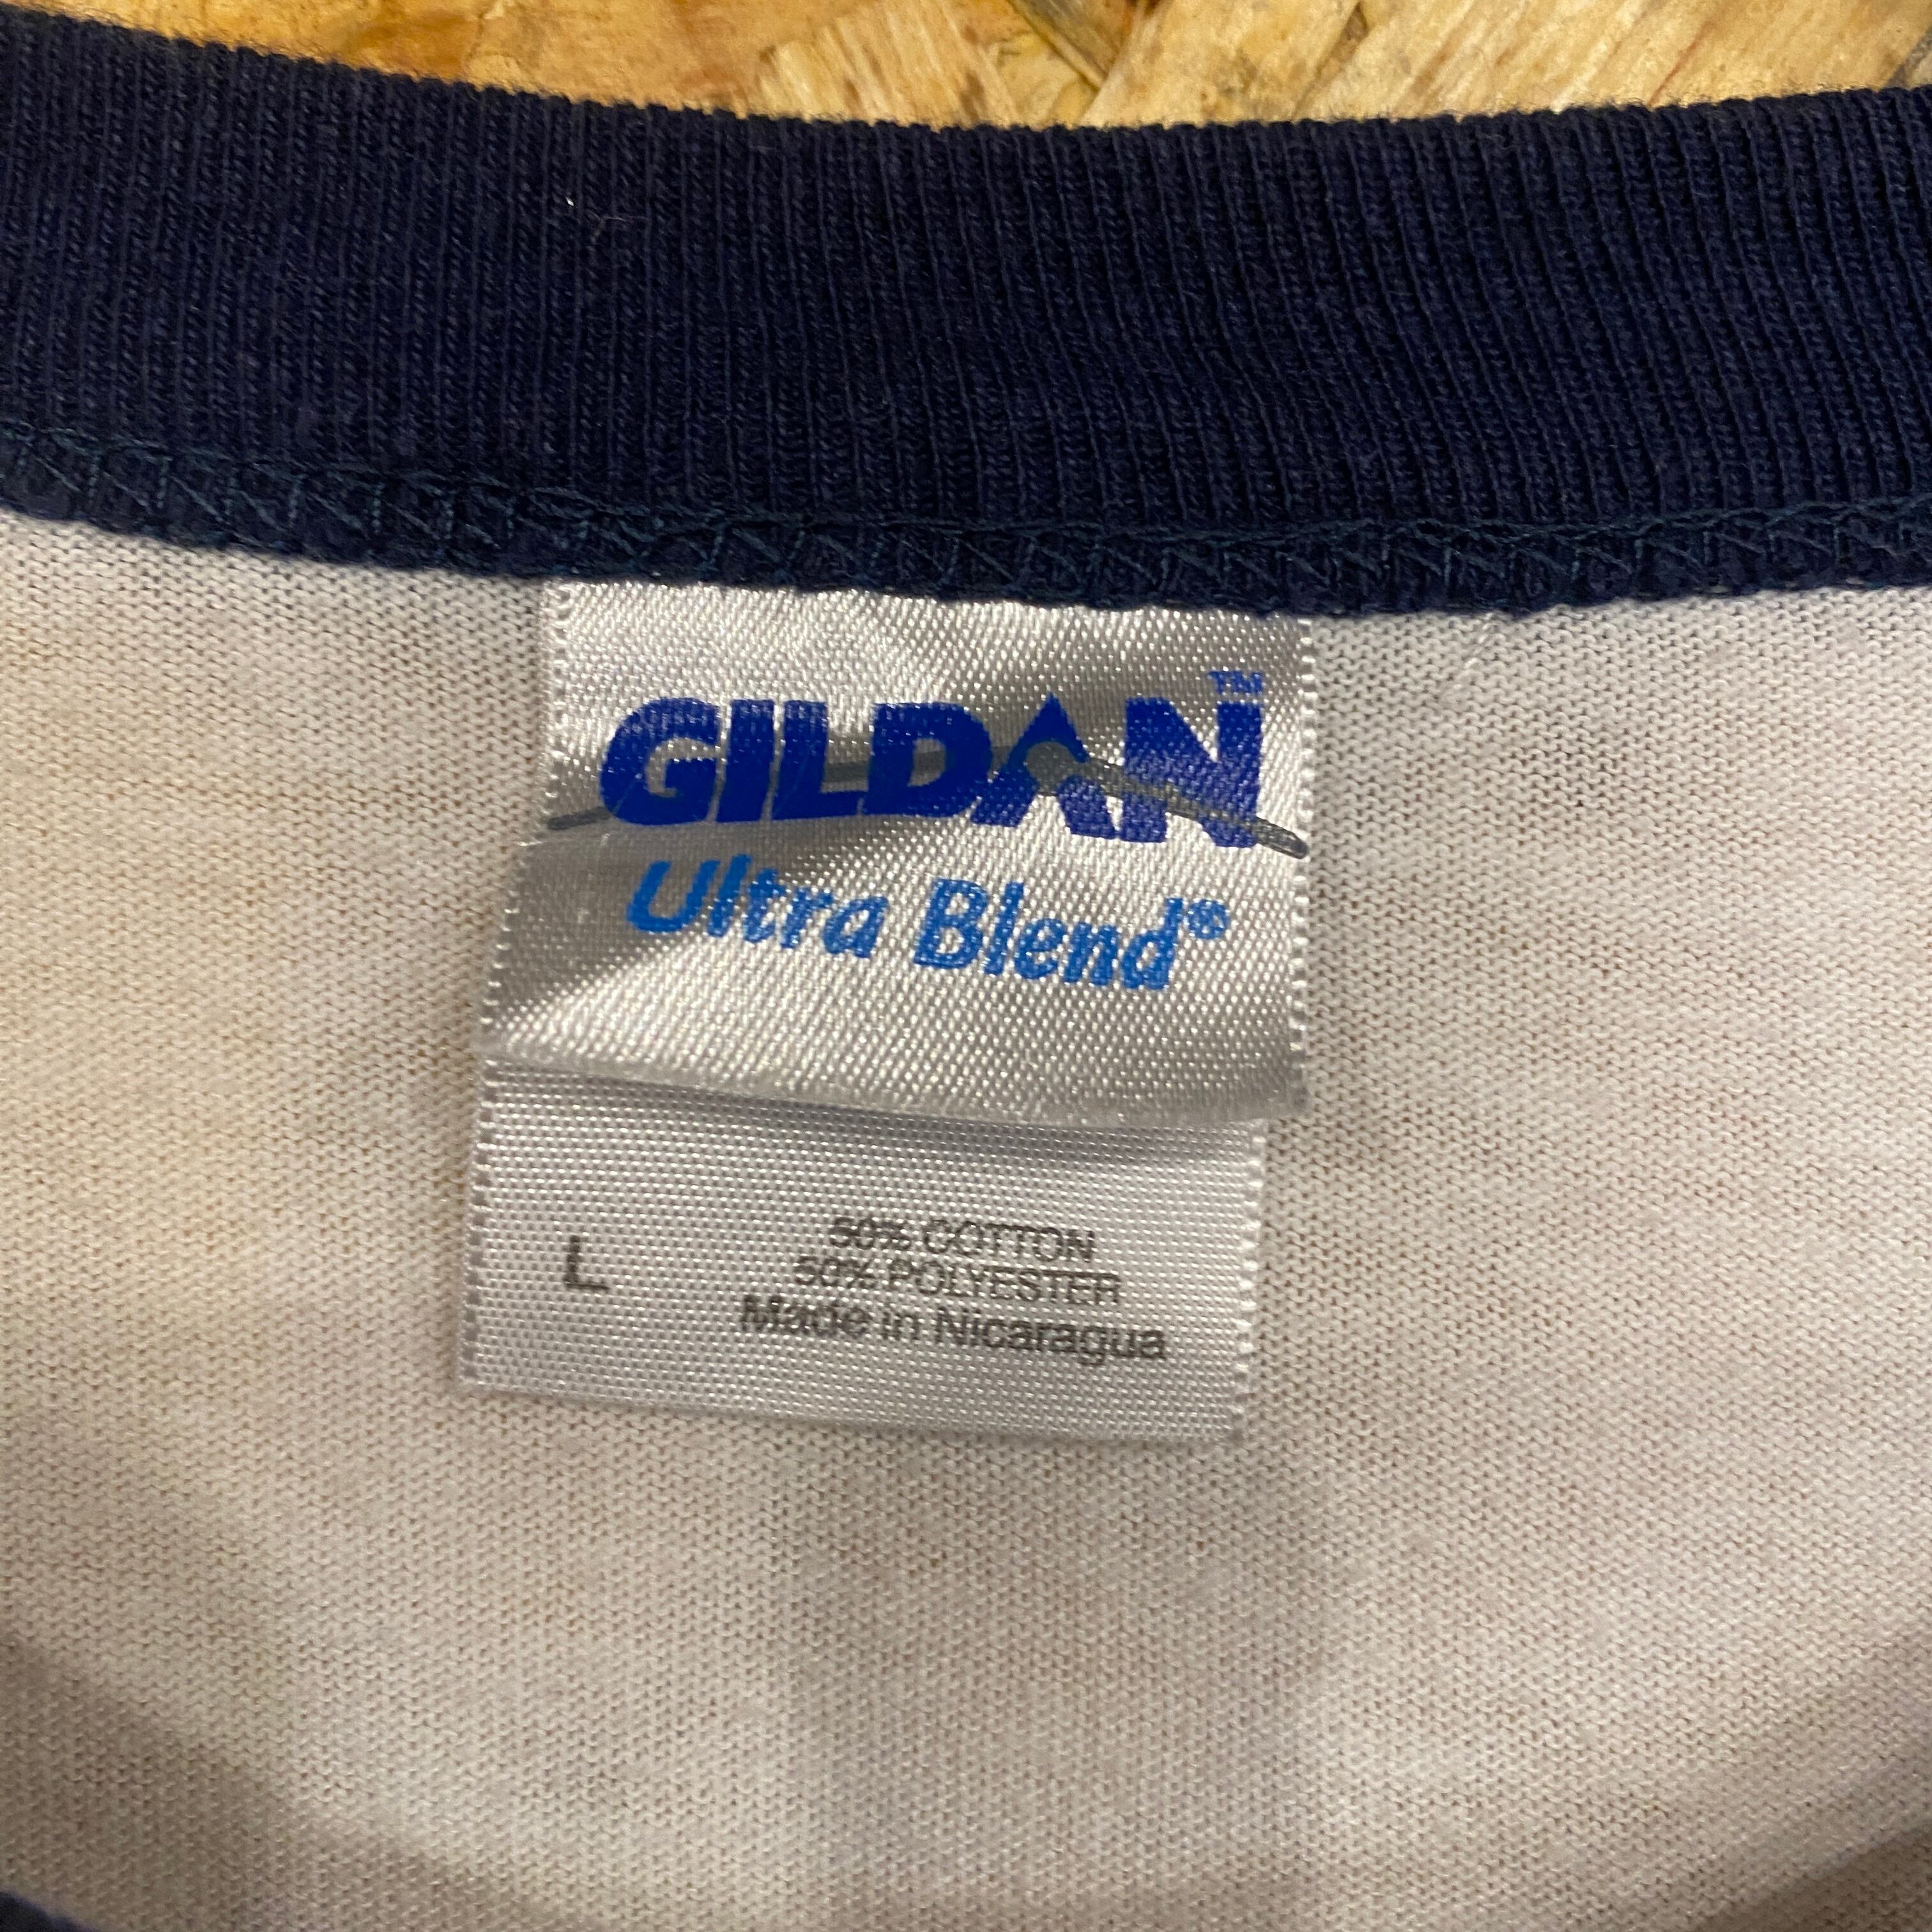 GILDAN™
Ultra Blend®
L
50% COTTON
50% POLYESTER
Made in Nicaragua